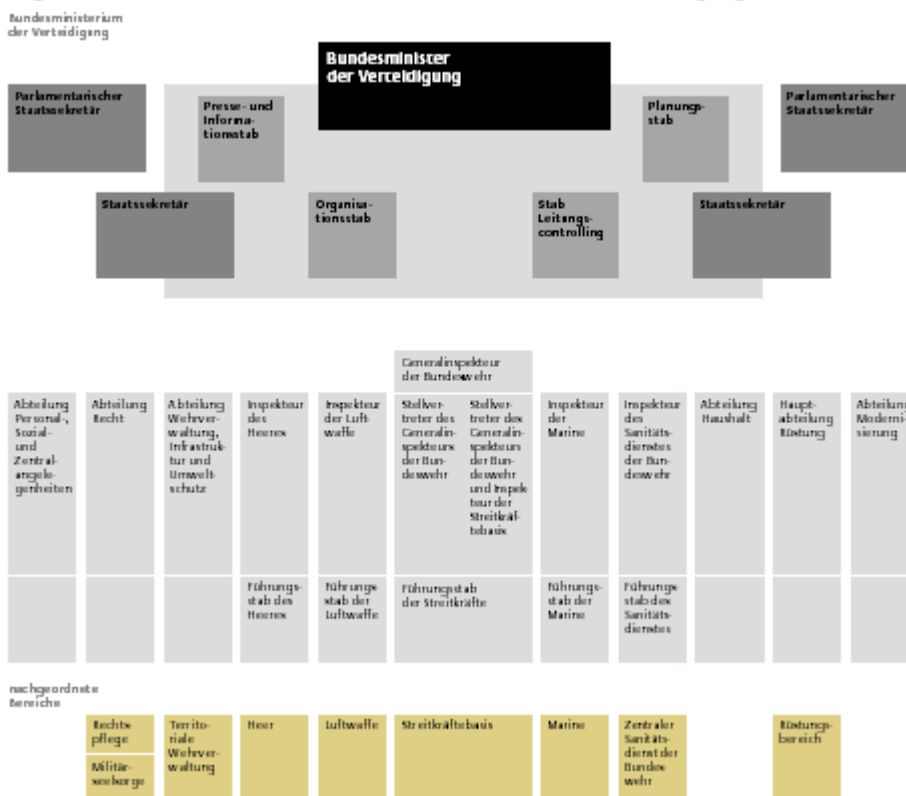 Bundesministerium
der Verteidigung
Bundesminister
der Verteidigung
Parlamentarischer
Staatssekretär
Presse- und
Informa-
tionsstab
Planungs-
stab
Parlamentarischer
Staatssekretär
Staatssekretär
Organisa-
tionsstab
Stab
Leitungs-
controlling
Staatssekretär
Generalinspekteur
der Bundeswehr
Abteilung
Personal-,
Sozial-
und
Zentral-
angele-
genheiten
Abteilung
Recht
Abteilung
Wehrver-
waltung,
Infrastruk-
tur und
Umwelt-
schutz
Inspekteur
des
Heeres
Inspekteur
der Luft-
waffe
Stellver-
treter des
General-
inspekteurs
der Bun-
deswehr
Stellver-
treter des
General-
inspekteurs
der Bun-
deswehr
und Inspek-
teur der
Streitkräf-
tebasis
Inspekteur
der
Marine
Inspekteur
des
Sanitäts-
dienstes
der Bun-
deswehr
Abteilung
Haushalt
Haupt-
abteilung
Rüstung
Abteilung
Moderni-
sierung
Führungs-
stab des
Heeres
Führungs-
stab der
Luftwaffe
Führungsstab
der Streitkräfte
Führungs-
stab der
Marine
Führungs-
stab des
Sanitäts-
dienstes
nachgeordnete
Bereiche
Rechts-
pflege
Militär-
seelsorge
Territo-
riale
Wehrver-
waltung
Heer
Luftwaffe
Streitkräftebasis
Marine
Zentraler
Sanitäts-
dienst der
Bundes-
wehr
Rüstungs-
bereich